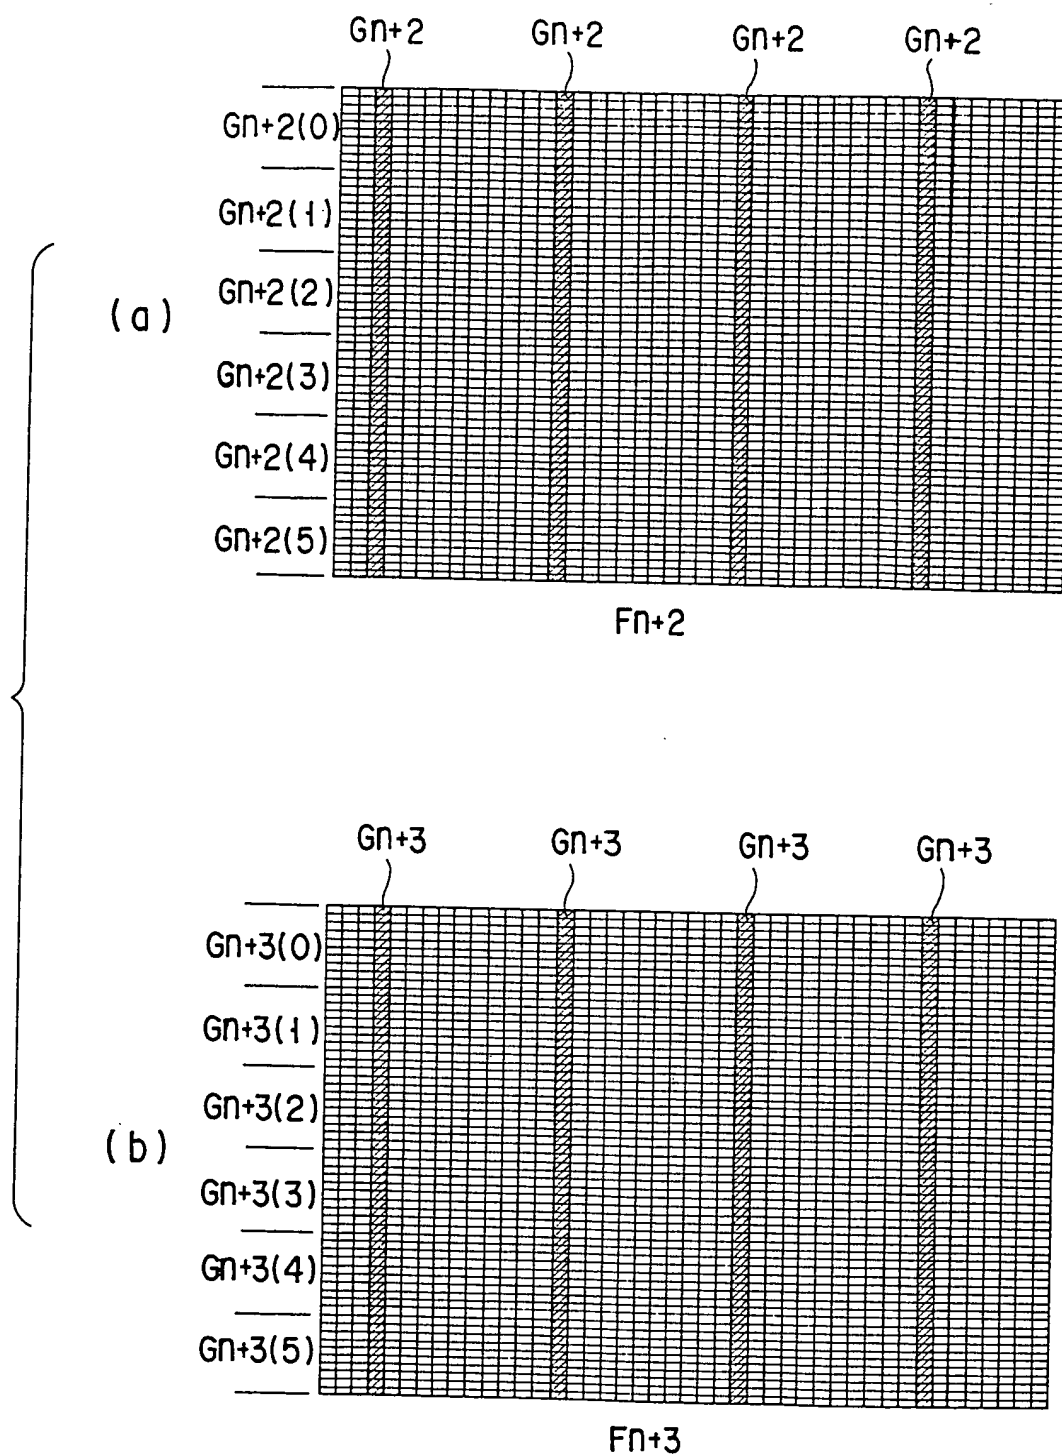 Gn+2 Gn+2 Gn+2 Gn+2
Gn+2(0)
Gn+2(1)
(a)
Gn+2(2)
Gn+2(3)
Gn+2(4)
Gn+2(5)
Fn+2
Gn+3 Gn+3 Gn+3 Gn+3
Gn+3(0)
Gn+3(1)
Gn+3(2)
(b)
Gn+3(3)
Gn+3(4)
Gn+3(5)
Fn+3